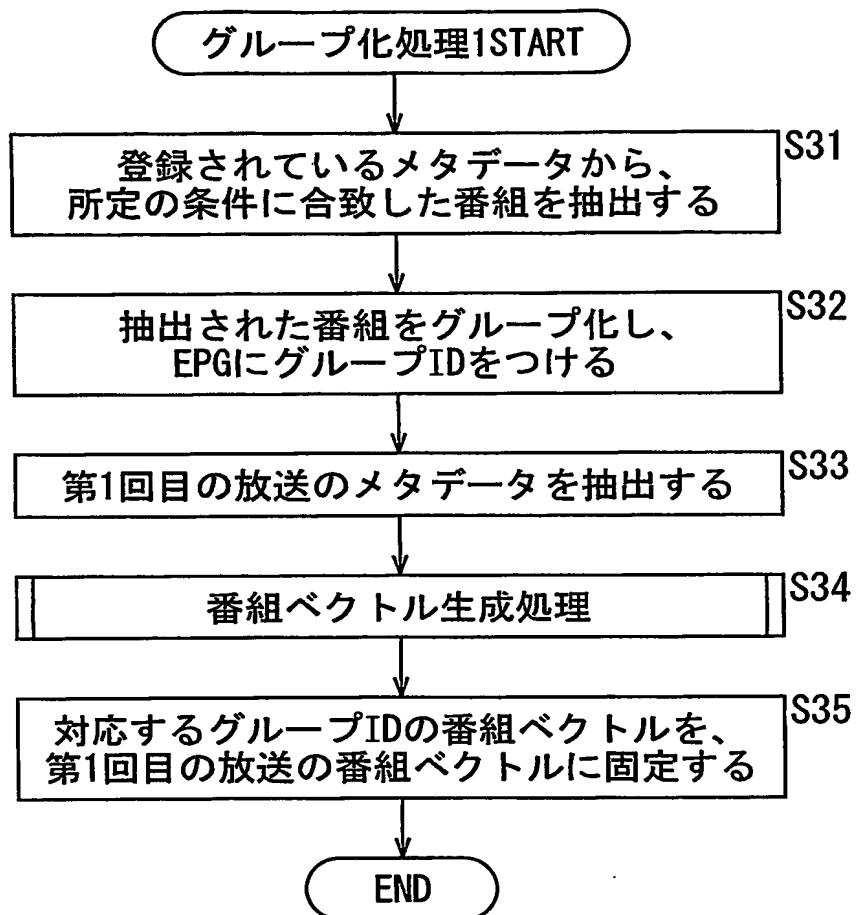 グループ化処理1START
S31
登録されているメタデータから、
所定の条件に合致した番組を抽出する
S32
抽出された番組をグループ化し、
EPGにグループIDをつける
S33
第1回目の放送のメタデータを抽出する
S34
番組ベクトル生成処理
S35
対応するグループIDの番組ベクトルを、
第1回目の放送の番組ベクトルに固定する
END